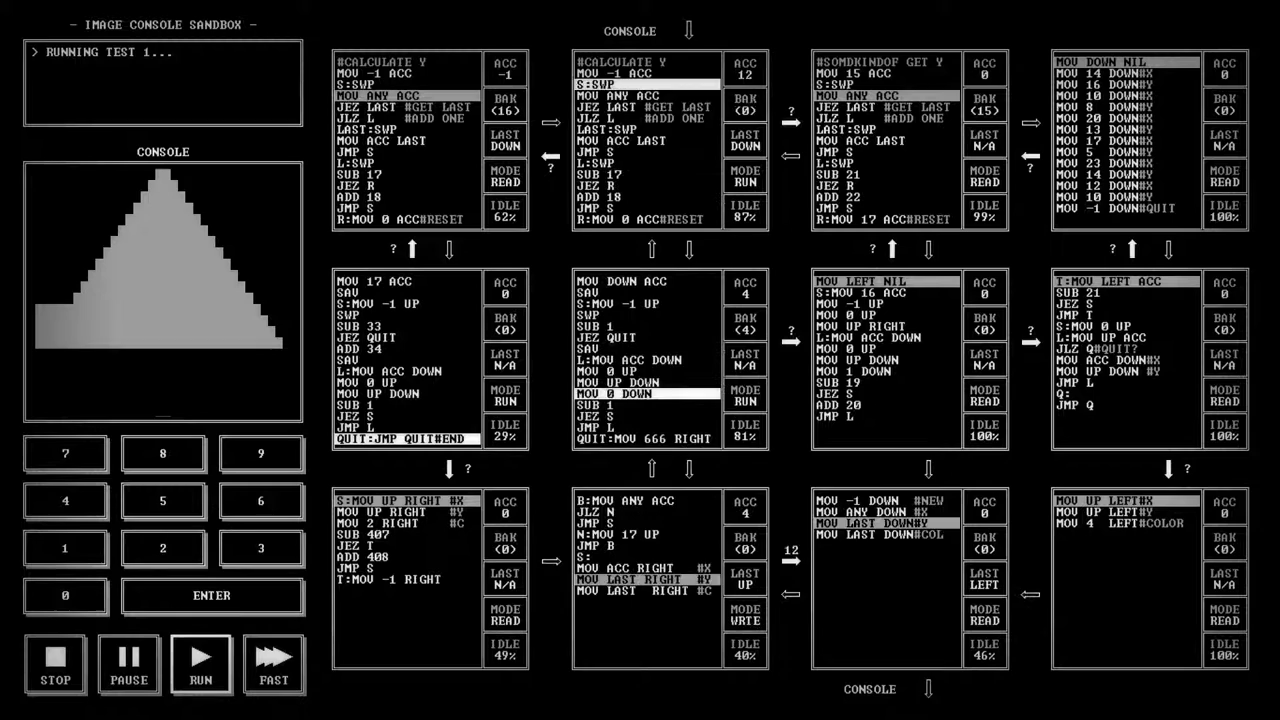 - IMAGE CONSOLE SANDBOX -
> RUNNING TEST 1...
CONSOLE
7 8 9
4 5 6
1 2 3
0 ENTER
STOP PAUSE RUN FAST
CONSOLE
#CALCULATE Y
MOV -1 ACC
S:SWP
MOV ANY ACC
JEZ LAST #GET LAST
JLZ L #ADD ONE
LAST:SWP
MOV ACC LAST
JMP S
L:SWP
SUB 17
JEZ R
ADD 18
JMP S
R:MOV 0 ACC#RESET
ACC
-1
BAK
(16)
LAST
DOWN
MODE
READ
IDLE
62%
#CALCULATE Y
MOV -1 ACC
S:SWP
MOV ANY ACC
JEZ LAST #GET LAST
JLZ L #ADD ONE
LAST:SWP
MOV ACC LAST
JMP S
L:SWP
SUB 17
JEZ R
ADD 18
JMP S
R:MOV 0 ACC#RESET
ACC
12
BAK
(0)
LAST
DOWN
MODE
RUN
IDLE
87%
#SOMDKINDOF GET Y
MOV 15 ACC
S:SWP
MOV ANY ACC
JEZ LAST #GET LAST
JLZ L #ADD ONE
LAST:SWP
MOV ACC LAST
JMP S
L:SWP
SUB 21
JEZ R
ADD 22
JMP S
R:MOV 17 ACC#RESET
ACC
0
BAK
(15)
LAST
N/A
MODE
READ
IDLE
99%
MOV DOWN NIL
MOV 14 DOWN#X
MOV 16 DOWN#Y
MOV 10 DOWN#X
MOV 8 DOWN#Y
MOV 20 DOWN#X
MOV 13 DOWN#Y
MOV 17 DOWN#X
MOV 5 DOWN#Y
MOV 23 DOWN#X
MOV 14 DOWN#Y
MOV 12 DOWN#X
MOV 10 DOWN#Y
MOV -1 DOWN#QUIT
ACC
0
BAK
(0)
LAST
N/A
MODE
READ
IDLE
100%
? ? ?
? ? ?
MOV 17 ACC
SAV
S:MOV -1 UP
SWP
SUB 33
JEZ QUIT
ADD 34
SAV
L:MOV ACC DOWN
MOV 0 UP
MOV UP DOWN
SUB 1
JEZ S
JMP L
QUIT:JMP QUIT#END
ACC
0
BAK
(0)
LAST
N/A
MODE
RUN
IDLE
29%
MOV DOWN ACC
SAV
S:MOV -1 UP
SWP
SUB 1
JEZ QUIT
SAV
L:MOV ACC DOWN
MOV 0 UP
MOV UP DOWN
MOV 0 DOWN
SUB 1
JEZ S
JMP L
QUIT:MOV 666 RIGHT
ACC
4
BAK
(4)
LAST
N/A
MODE
RUN
IDLE
81%
?
MOV LEFT NIL
S:MOV 16 ACC
MOV -1 UP
MOV 0 UP
MOV UP RIGHT
L:MOV ACC DOWN
MOV 0 UP
MOV UP DOWN
MOV 1 DOWN
SUB 19
JEZ S
ADD 20
JMP L
ACC
0
BAK
(0)
LAST
N/A
MODE
READ
IDLE
100%
?
T:MOV LEFT ACC
SUB 21
JEZ S
JMP T
S:MOV 0 UP
L:MOV UP ACC
JLZ Q#QUIT?
MOV ACC DOWN#X
MOV UP DOWN #Y
JMP L
Q:
JMP Q
ACC
0
BAK
(0)
LAST
N/A
MODE
READ
IDLE
100%
? ?
S:MOV UP RIGHT #X
MOV UP RIGHT #Y
MOV 2 RIGHT #C
SUB 407
JEZ T
ADD 408
JMP S
T:MOV -1 RIGHT
ACC
0
BAK
(0)
LAST
N/A
MODE
READ
IDLE
49%
B:MOV ANY ACC
JLZ N
JMP S
N:MOV 17 UP
JMP B
S:
MOV ACC RIGHT #X
MOV LAST RIGHT #Y
MOV LAST RIGHT #C
ACC
4
BAK
(0)
LAST
UP
MODE
WRTE
IDLE
40%
12
MOV -1 DOWN #NEW
MOV ANY DOWN #X
MOV LAST DOWN#Y
MOV LAST DOWN#COL
ACC
0
BAK
(0)
LAST
LEFT
MODE
READ
IDLE
46%
MOV UP LEFT#X
MOV UP LEFT#Y
MOV 4 LEFT#COLOR
ACC
0
BAK
(0)
LAST
N/A
MODE
READ
IDLE
100%
CONSOLE